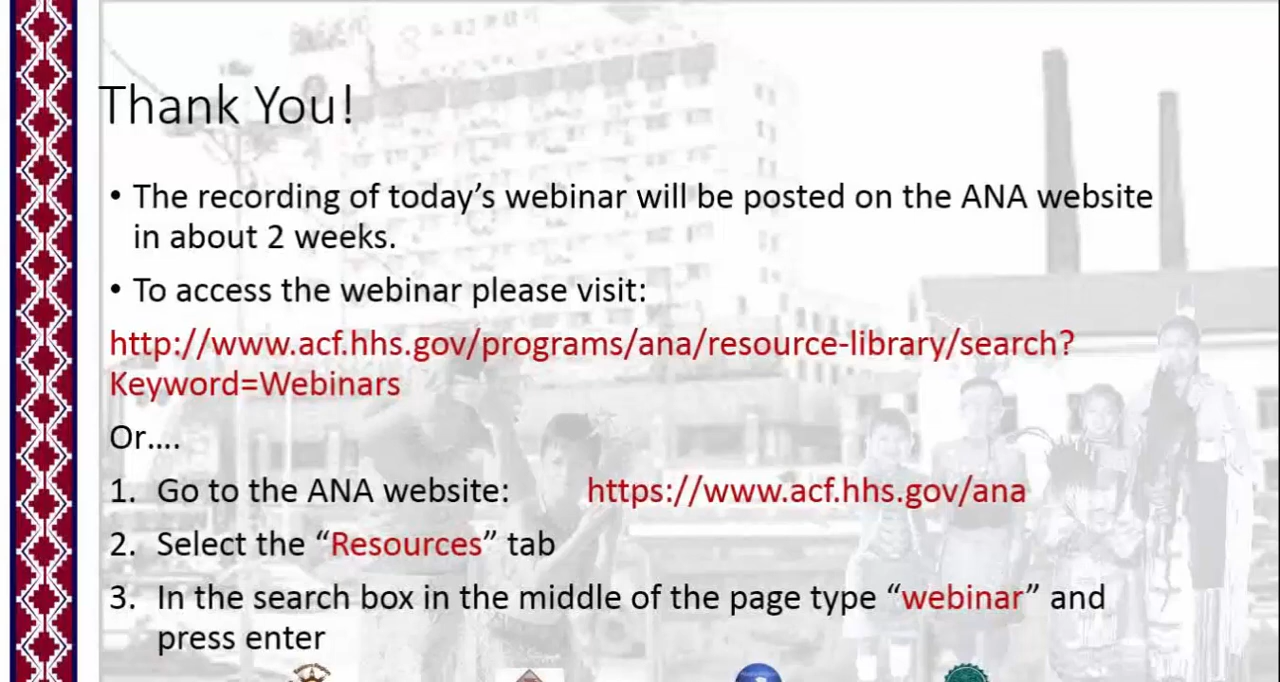 Thank You!
• The recording of today’s webinar will be posted on the ANA website
in about 2 weeks.
• To access the webinar please visit:
http://www.acf.hhs.gov/programs/ana/resource-library/search?
Keyword=Webinars
Or….
1. Go to the ANA website: https://www.acf.hhs.gov/ana
2. Select the “Resources” tab
3. In the search box in the middle of the page type “webinar” and
press enter